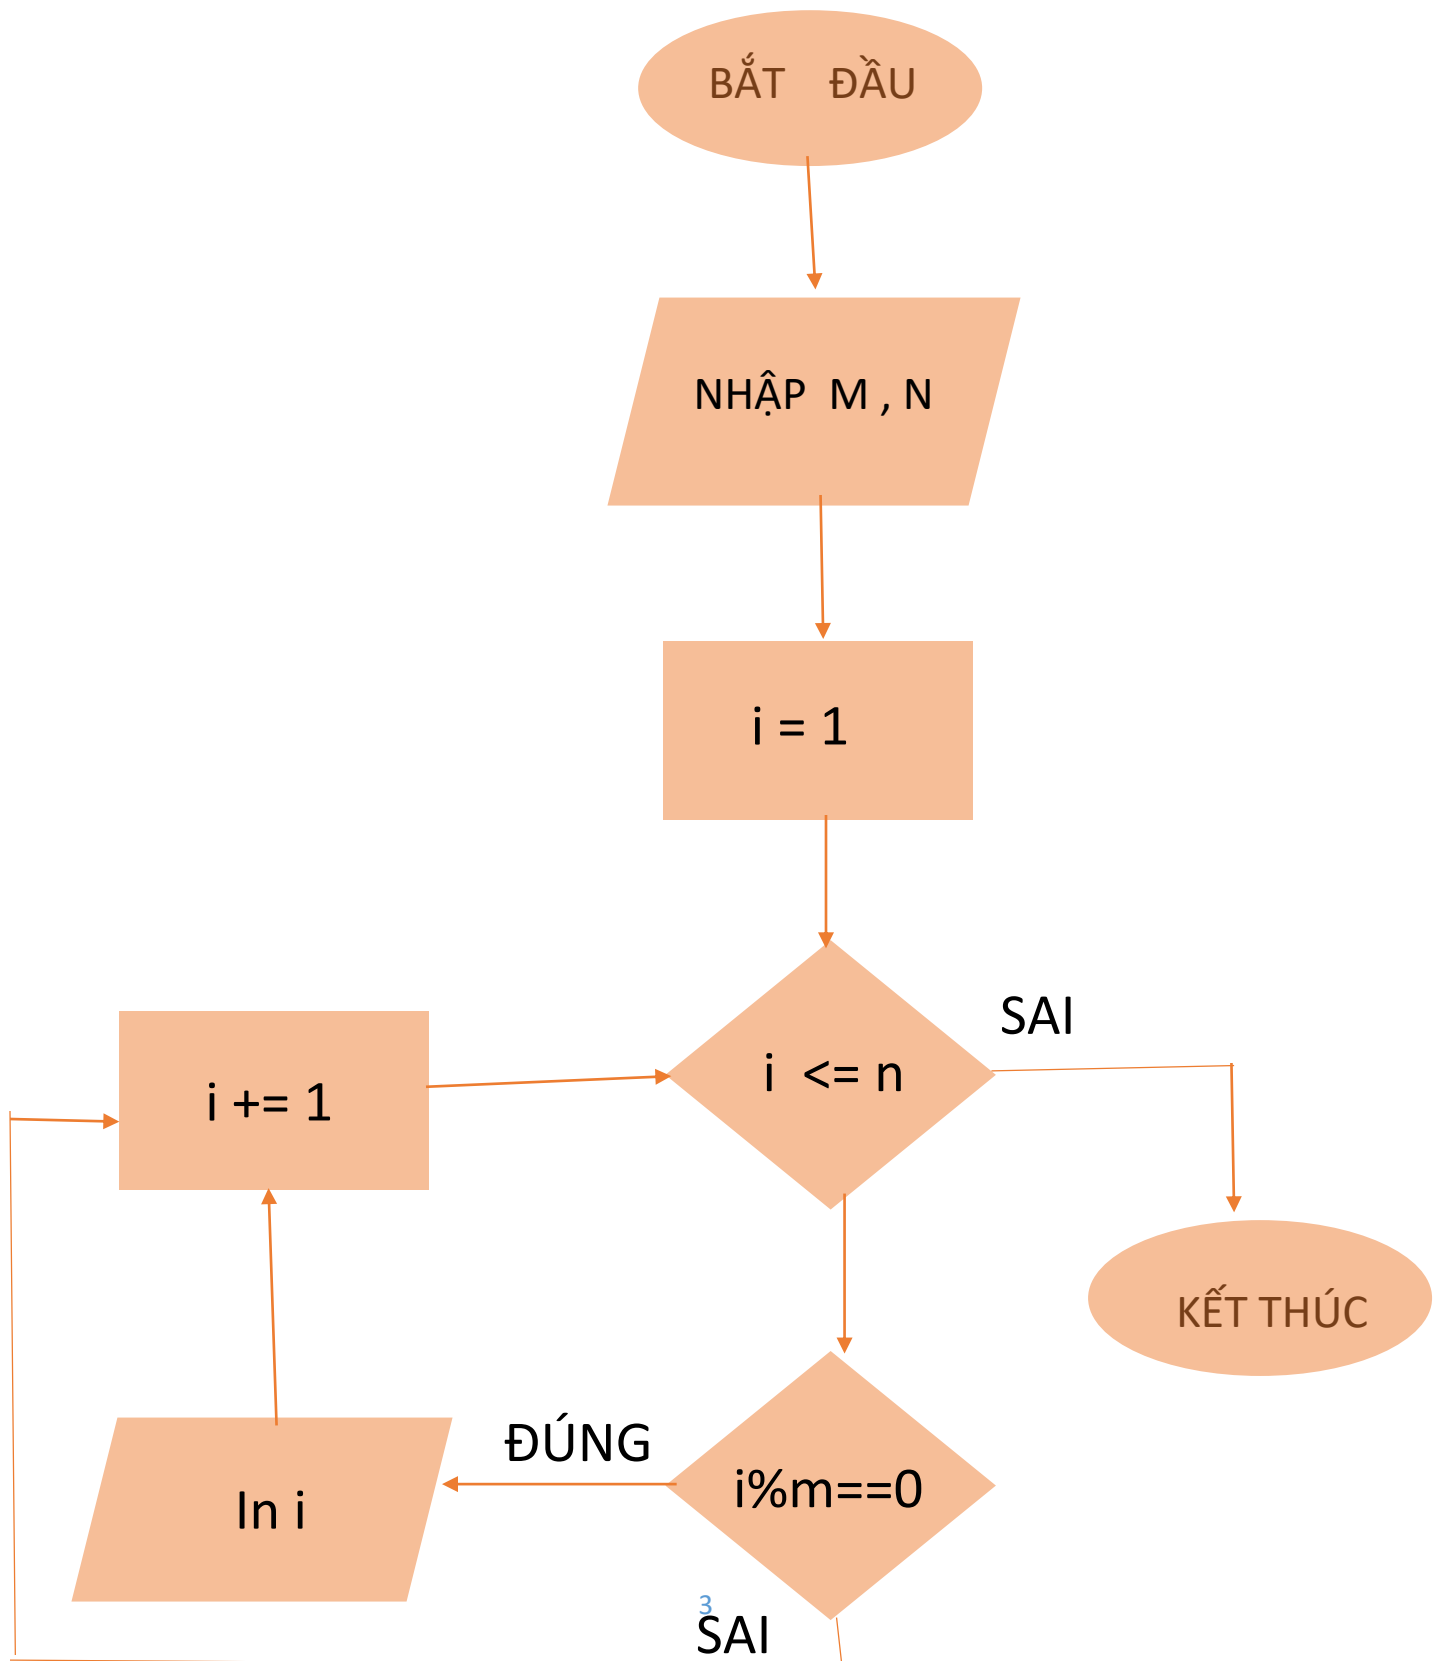 BẮT ĐẦU
NHẬP M , N
i = 1
SAI
i <= n
i += 1
KẾT THÚC
ĐÚNG
i%m==0
In i
3
SAI